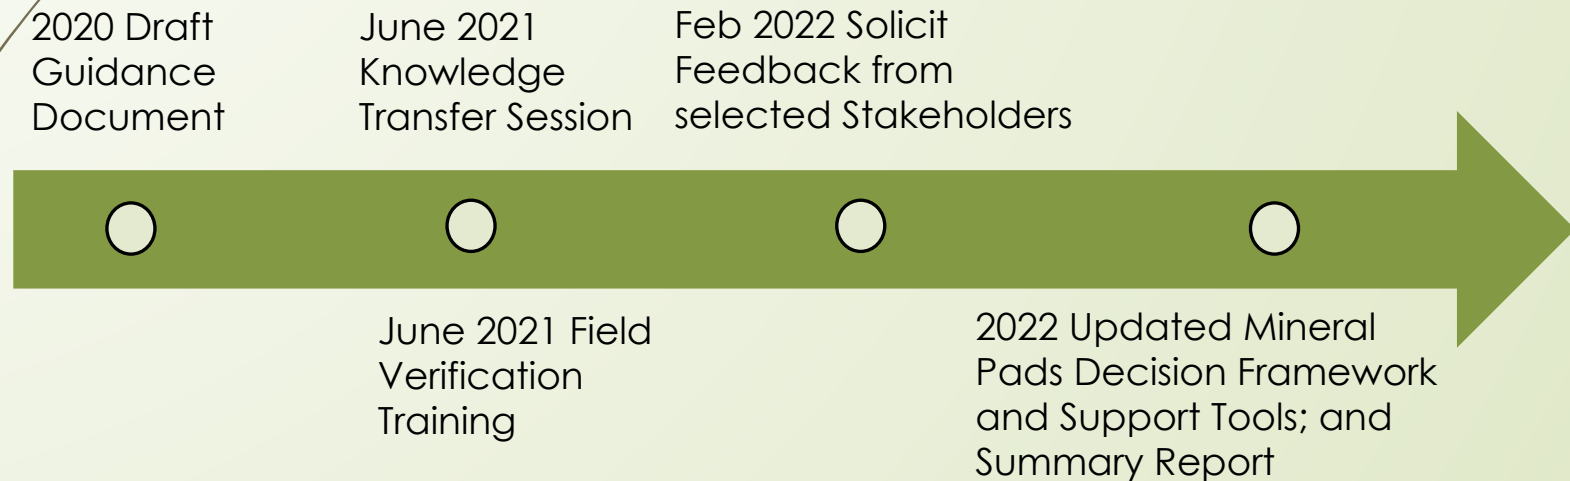 2020 Draft
Guidance
Document
June 2021
Knowledge
Transfer Session
Feb 2022 Solicit
Feedback from
selected Stakeholders
June 2021 Field
Verification
Training
2022 Updated Mineral
Pads Decision Framework
and Support Tools; and
Summary Report